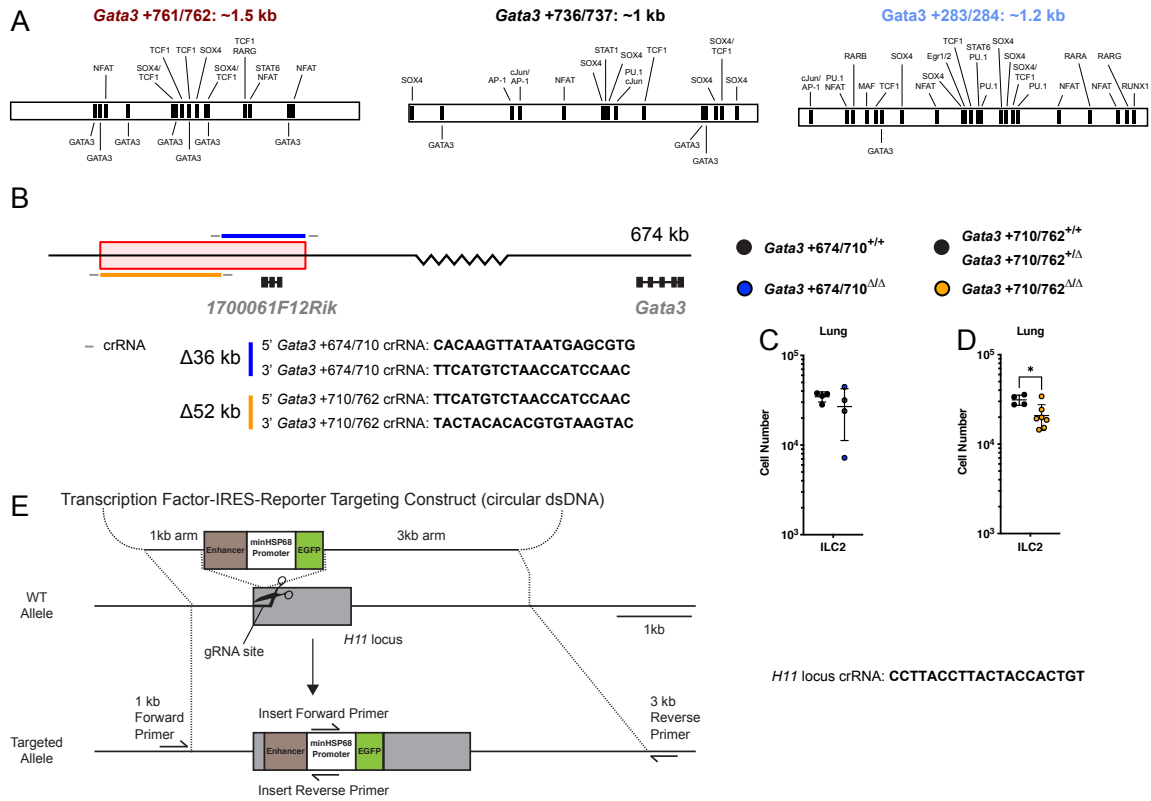 A
Gata3 +761/762: ~1.5 kb
NFAT
SOX4/
TCF1
TCF1
TCF1
SOX4
SOX4/
TCF1
TCF1
RARG
STAT6
NFAT
NFAT
GATA3
GATA3
GATA3
GATA3
GATA3
GATA3
GATA3
Gata3 +736/737: ~1 kb
SOX4
AP-1
cJun/
AP-1
NFAT
SOX4
STAT1
SOX4
PU.1
cJun
TCF1
SOX4
SOX4/
TCF1
SOX4
GATA3
GATA3
GATA3
Gata3 +283/284: ~1.2 kb
cJun/
AP-1
PU.1
NFAT
RARB
MAF
TCF1
SOX4
NFAT
SOX4
Egr1/2
TCF1
STAT6
PU.1
PU.1
SOX4
SOX4
SOX4/
TCF1
PU.1
NFAT
RARA
NFAT
RARG
RUNX1
GATA3
B
674 kb
1700061F12Rik
Gata3
crRNA
Δ36 kb
5' Gata3 +674/710 crRNA: CACAAGTTATAATGAGCGTG
3' Gata3 +674/710 crRNA: TTCATGTCTAACCATCCAAC
Δ52 kb
5' Gata3 +710/762 crRNA: TTCATGTCTAACCATCCAAC
3' Gata3 +710/762 crRNA: TACTACACACGTGTAAGTAC
Gata3 +674/710+/+
Gata3 +710/762+/+
Gata3 +710/762+/Δ
Gata3 +674/710Δ/Δ
Gata3 +710/762Δ/Δ
C
Lung
Cell Number
10⁵
10⁴
10³
ILC2
D
Lung
*
Cell Number
10⁵
10⁴
10³
ILC2
E
Transcription Factor-IRES-Reporter Targeting Construct (circular dsDNA)
1kb arm
3kb arm
Enhancer
minHSP68
Promoter
EGFP
WT
Allele
1kb
H11 locus
gRNA site
H11 locus crRNA: CCTTACCTTACTACCACTGT
1 kb
Forward
Primer
Insert Forward Primer
3 kb
Reverse
Primer
Targeted
Allele
Enhancer
minHSP68
Promoter
EGFP
Insert Reverse Primer